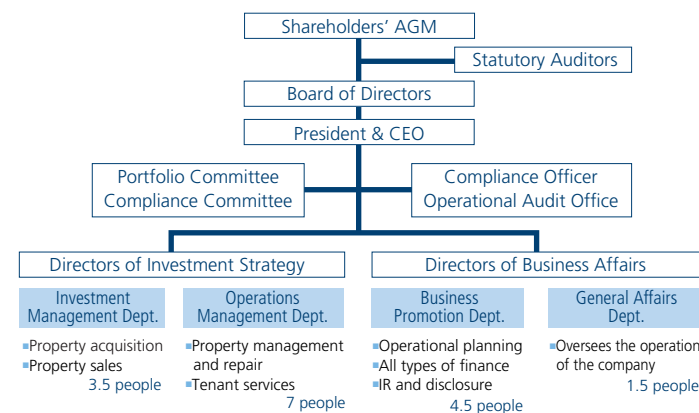 Shareholders' AGM
Statutory Auditors
Board of Directors
President & CEO
Portfolio Committee
Compliance Committee
Compliance Officer
Operational Audit Office
Directors of Investment Strategy
Directors of Business Affairs
Investment
Management Dept.
▪Property acquisition
▪Property sales
3.5 people
Operations
Management Dept.
▪Property management
and repair
▪Tenant services
7 people
Business
Promotion Dept.
▪Operational planning
▪All types of finance
▪IR and disclosure
4.5 people
General Affairs
Dept.
▪Oversees the operation
of the company
1.5 people